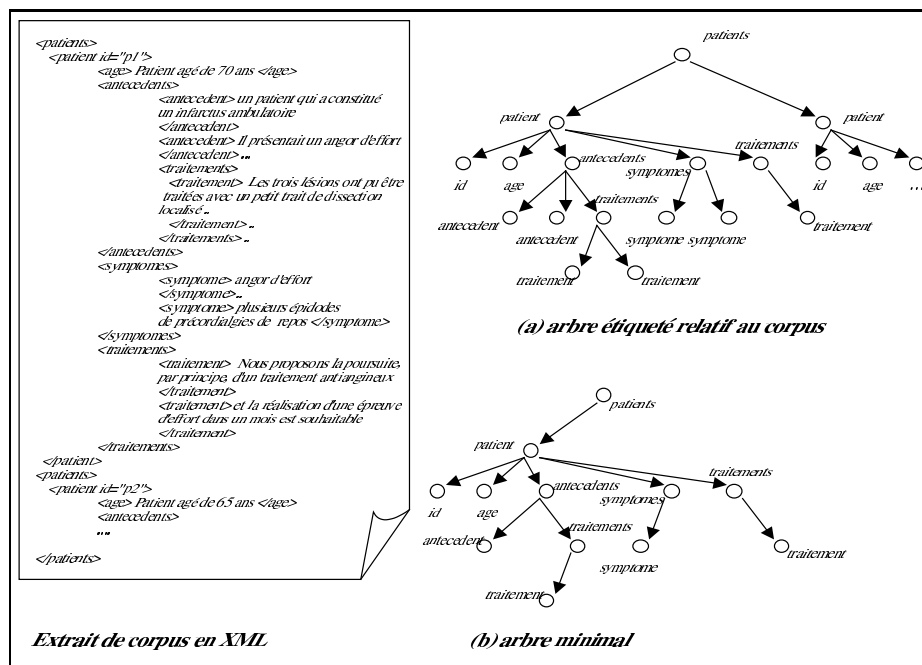 <patients>
<patient id="p1">
<age> Patient agé de 70 ans </age>
<antecedents>
<antecedent> un patient qui a constitué
un infarctus ambulatoire
</antecedent>
<antecedent> Il présentait un angor d'effort
</antecedent> ...
<traitements>
<traitement> Les trois lésions ont pu être
traitées avec un petit trait de dissection
localisé ..
</traitement> ..
</traitements> ..
</antecedents>
<symptomes>
<symptome> angor d'effort
</symptome>...
<symptome> plusieurs épidodes
de précordialgies de repos </symptome>
</symptomes>
<traitements>
<traitement> Nous proposons la poursuite,
par principe, d'un traitement antiangineux
</traitement>
<traitement> et la réalisation d'une épreuve
d'effort dans un mois est souhaitable
</traitement>
</traitements>
</patient>
<patients>
<patient id="p2">
<age> Patient agé de 65 ans </age>
<antecedents>
....
</patients>
Extrait de corpus en XML
patients
patient
patient
id
age
antecedents
symptomes
traitements
id
age
...
antecedent
antecedent
traitements
symptome
symptome
traitement
traitement
traitement
(a) arbre étiqueté relatif au corpus
patients
patient
id
age
antecedents
symptomes
traitements
antecedent
traitements
symptome
traitement
traitement
(b) arbre minimal